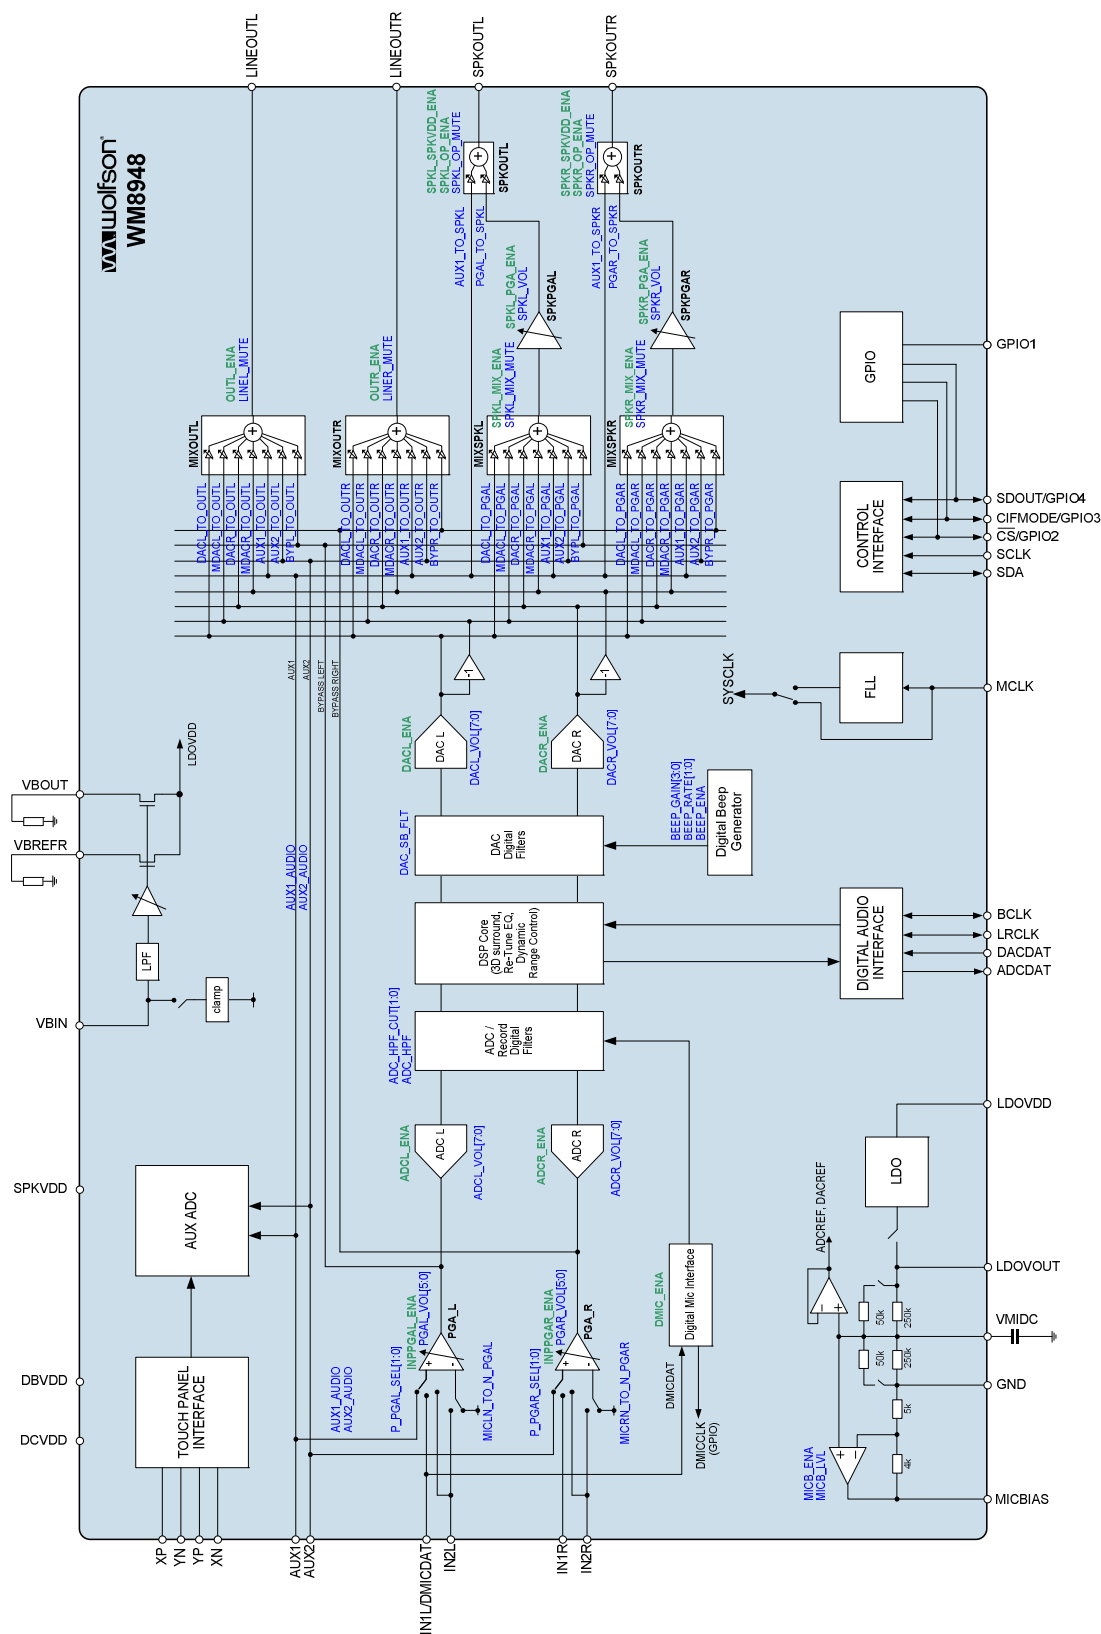 LINEOUTL
LINEOUTR
SPKOUTL
SPKOUTR
wolfson
WM8948
SPKL_SPKVDD_ENA
SPKL_OP_ENA
SPKL_OP_MUTE
SPKOUTL
SPKR_SPKVDD_ENA
SPKR_OP_ENA
SPKR_OP_MUTE
SPKOUTR
AUX1_TO_SPKL
PGAL_TO_SPKL
AUX1_TO_SPKR
PGAR_TO_SPKR
SPKL_PGA_ENA
SPKL_VOL
SPKPGAL
SPKR_PGA_ENA
SPKR_VOL
SPKPGAR
OUTL_ENA
LINEL_MUTE
OUTR_ENA
LINER_MUTE
SPKL_MIX_ENA
SPKL_MIX_MUTE
SPKR_MIX_ENA
SPKR_MIX_MUTE
MIXOUTL
MIXOUTR
MIXSPKL
MIXSPKR
DACL_TO_OUTL
MDACL_TO_OUTL
DACR_TO_OUTL
MDACR_TO_OUTL
AUX1_TO_OUTL
AUX2_TO_OUTL
BYPL_TO_OUTL
DACL_TO_OUTR
MDACL_TO_OUTR
DACR_TO_OUTR
MDACR_TO_OUTR
AUX1_TO_OUTR
AUX2_TO_OUTR
BYPR_TO_OUTR
DACL_TO_PGAL
MDACL_TO_PGAL
DACR_TO_PGAL
MDACR_TO_PGAL
AUX1_TO_PGAL
AUX2_TO_PGAL
BYPL_TO_PGAL
DACL_TO_PGAR
MDACL_TO_PGAR
DACR_TO_PGAR
MDACR_TO_PGAR
AUX1_TO_PGAR
AUX2_TO_PGAR
BYPR_TO_PGAR
GPIO
GPIO1
CONTROL
INTERFACE
SDOUT/GPIO4
CIFMODE/GPIO3
CS/GPIO2
SCLK
SDA
AUX1
AUX2
BYPASS LEFT
BYPASS RIGHT
-1
-1
SYSCLK
FLL
MCLK
DACL_ENA
DAC L
DACL_VOL[7:0]
DACR_ENA
DAC R
DACR_VOL[7:0]
LDOVDD
VBOUT
VBREFR
LPF
clamp
VBIN
AUX1_AUDIO
AUX2_AUDIO
DAC_SB_FLT
DAC
Digital
Filters
BEEP_GAIN[3:0]
BEEP_RATE[1:0]
BEEP_ENA
Digital Beep
Generator
DSP Core
(3D surround,
Re-Tune EQ,
Dynamic
Range Control)
DIGITAL AUDIO
INTERFACE
BCLK
LRCLK
DACDAT
ADCDAT
ADC_HPF_CUT[1:0]
ADC_HPF
ADC /
Record
Digital
Filters
ADCL_ENA
ADC L
ADCL_VOL[7:0]
ADCR_ENA
ADC R
ADCR_VOL[7:0]
SPKVDD
AUX ADC
DBVDD
DCVDD
TOUCH PANEL
INTERFACE
LDOVDD
LDO
ADCREF, DACREF
LDOVOUT
50k
250k
VMIDC
50k
250k
GND
5k
4k
MICB_ENA
MICB_LVL
MICBIAS
DMIC_ENA
Digital Mic Interface
DMICDAT
DMICCLK
(GPIO)
INPPGAL_ENA
PGAL_VOL[5:0]
PGA_L
INPPGAR_ENA
PGAR_VOL[5:0]
PGA_R
AUX1_AUDIO
AUX2_AUDIO
P_PGAL_SEL[1:0]
MICLN_TO_N_PGAL
P_PGAR_SEL[1:0]
MICRN_TO_N_PGAR
XP
YN
YP
XN
AUX1
AUX2
IN1L/DMICDAT
IN2L
IN1R
IN2R